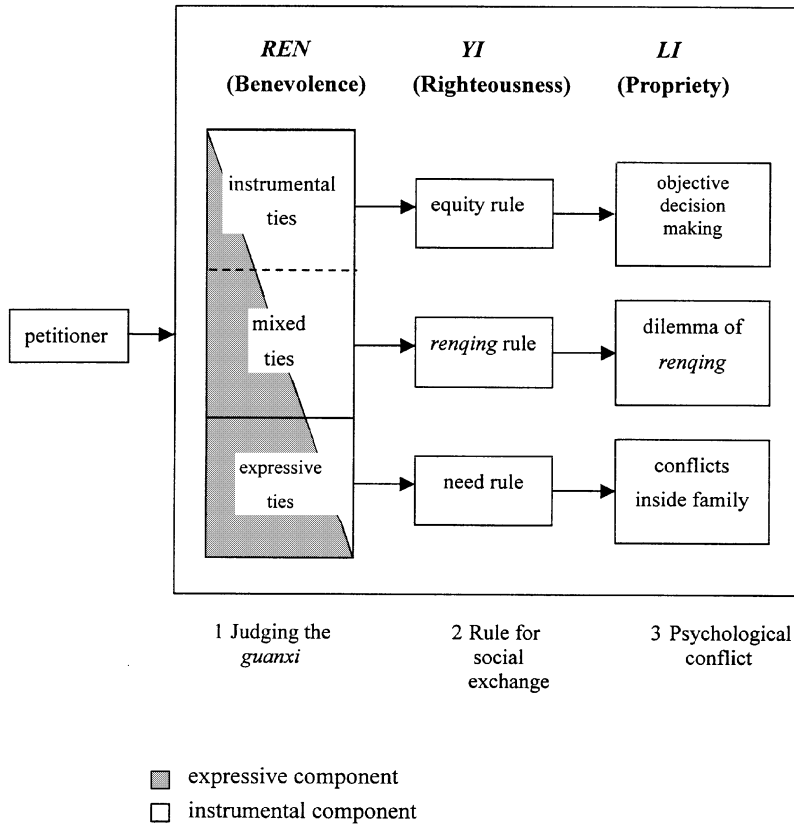 REN
(Benevolence)
YI
(Righteousness)
LI
(Propriety)
instrumental
ties
equity rule
objective
decision
making
petitioner
mixed
ties
renqing rule
dilemma of
renqing
expressive
ties
need rule
conflicts
inside family
1 Judging the
guanxi
2 Rule for
social
exchange
3 Psychological
conflict
expressive component
instrumental component